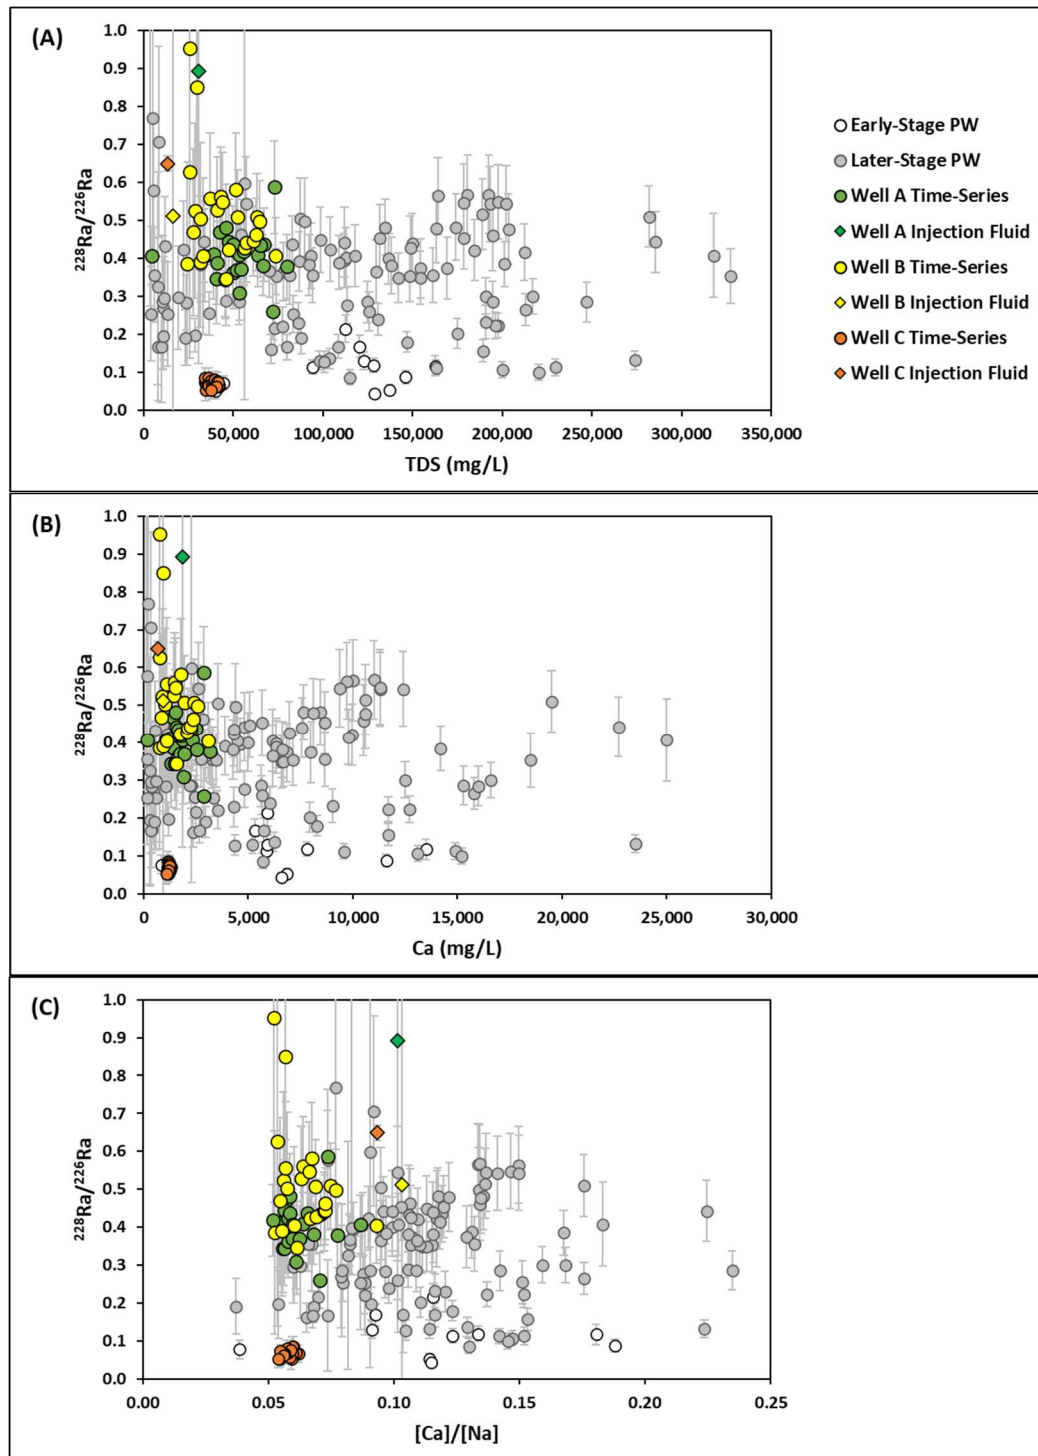 (A)
1.0
0.9
0.8
0.7
0.6
0.5
0.4
0.3
0.2
0.1
0.0
228Ra/226Ra
0 50,000 100,000 150,000 200,000 250,000 300,000 350,000
TDS (mg/L)
Early-Stage PW
Later-Stage PW
Well A Time-Series
Well A Injection Fluid
Well B Time-Series
Well B Injection Fluid
Well C Time-Series
Well C Injection Fluid
(B)
1.0
0.9
0.8
0.7
0.6
0.5
0.4
0.3
0.2
0.1
0.0
228Ra/226Ra
0 5,000 10,000 15,000 20,000 25,000 30,000
Ca (mg/L)
(C)
1.0
0.9
0.8
0.7
0.6
0.5
0.4
0.3
0.2
0.1
0.0
228Ra/226Ra
0.00 0.05 0.10 0.15 0.20 0.25
[Ca]/[Na]